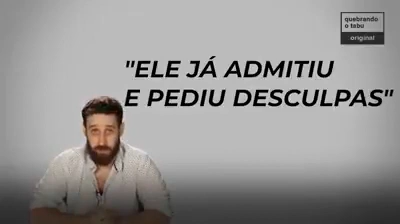 quebrando
o tabu
original
"ELE JÁ ADMITIU
E PEDIU DESCULPAS"